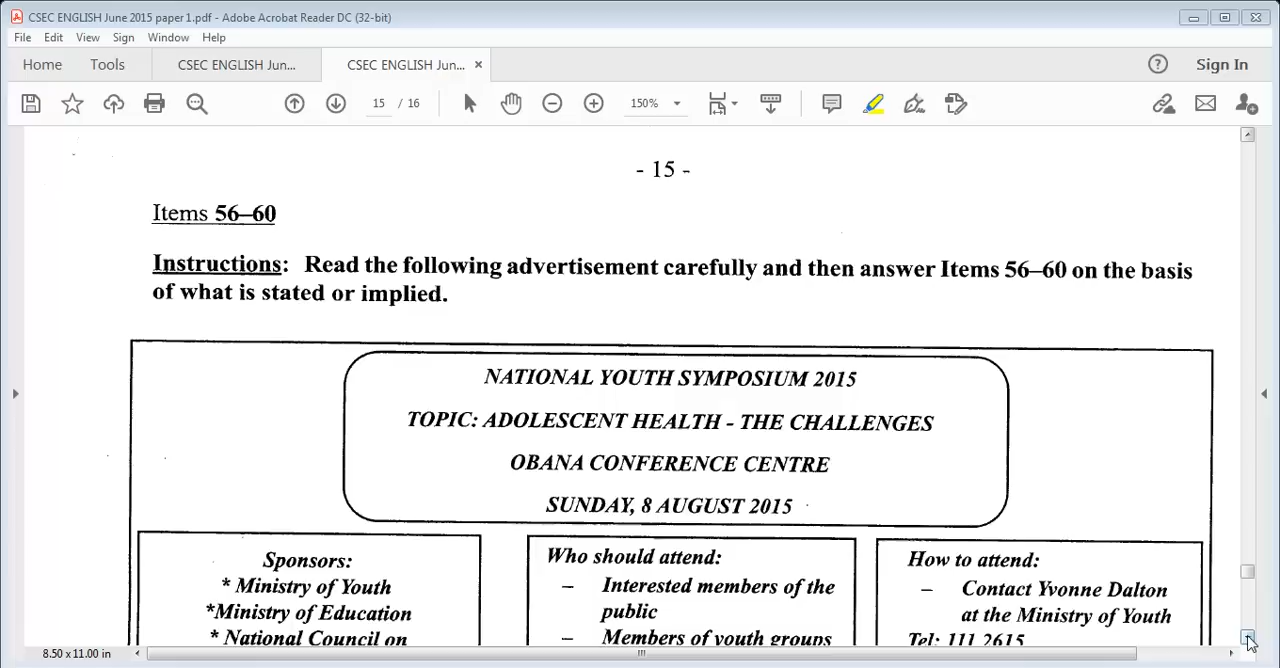 CSEC ENGLISH June 2015 paper 1.pdf - Adobe Acrobat Reader DC (32-bit)
File Edit View Sign Window Help
Home Tools CSEC ENGLISH Jun... CSEC ENGLISH Jun... × ? Sign In
15 / 16 150%
- 15 -
Items 56–60
Instructions: Read the following advertisement carefully and then answer Items 56–60 on the basis
of what is stated or implied.
NATIONAL YOUTH SYMPOSIUM 2015
TOPIC: ADOLESCENT HEALTH - THE CHALLENGES
OBANA CONFERENCE CENTRE
SUNDAY, 8 AUGUST 2015
Sponsors:
* Ministry of Youth
*Ministry of Education
* National Council on
Who should attend:
– Interested members of the
public
– Members of youth groups
How to attend:
– Contact Yvonne Dalton
at the Ministry of Youth
Tel: 111 2615
8.50 x 11.00 in